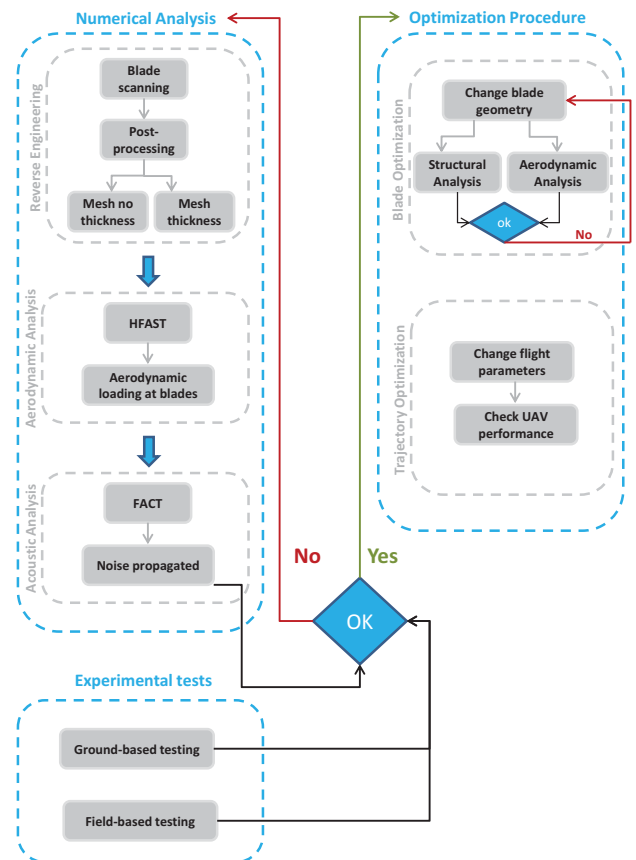 Numerical Analysis
Reverse Engineering
Blade
scanning
Post-
processing
Mesh no
thickness
Mesh
thickness
Aerodynamic Analysis
HFAST
Aerodynamic
loading at blades
Acoustic Analysis
FACT
Noise propagated
No
Yes
OK
Experimental tests
Ground-based testing
Field-based testing
Optimization Procedure
Blade Optimization
Change blade
geometry
Structural
Analysis
Aerodynamic
Analysis
ok
No
Trajectory Optimization
Change flight
parameters
Check UAV
performance